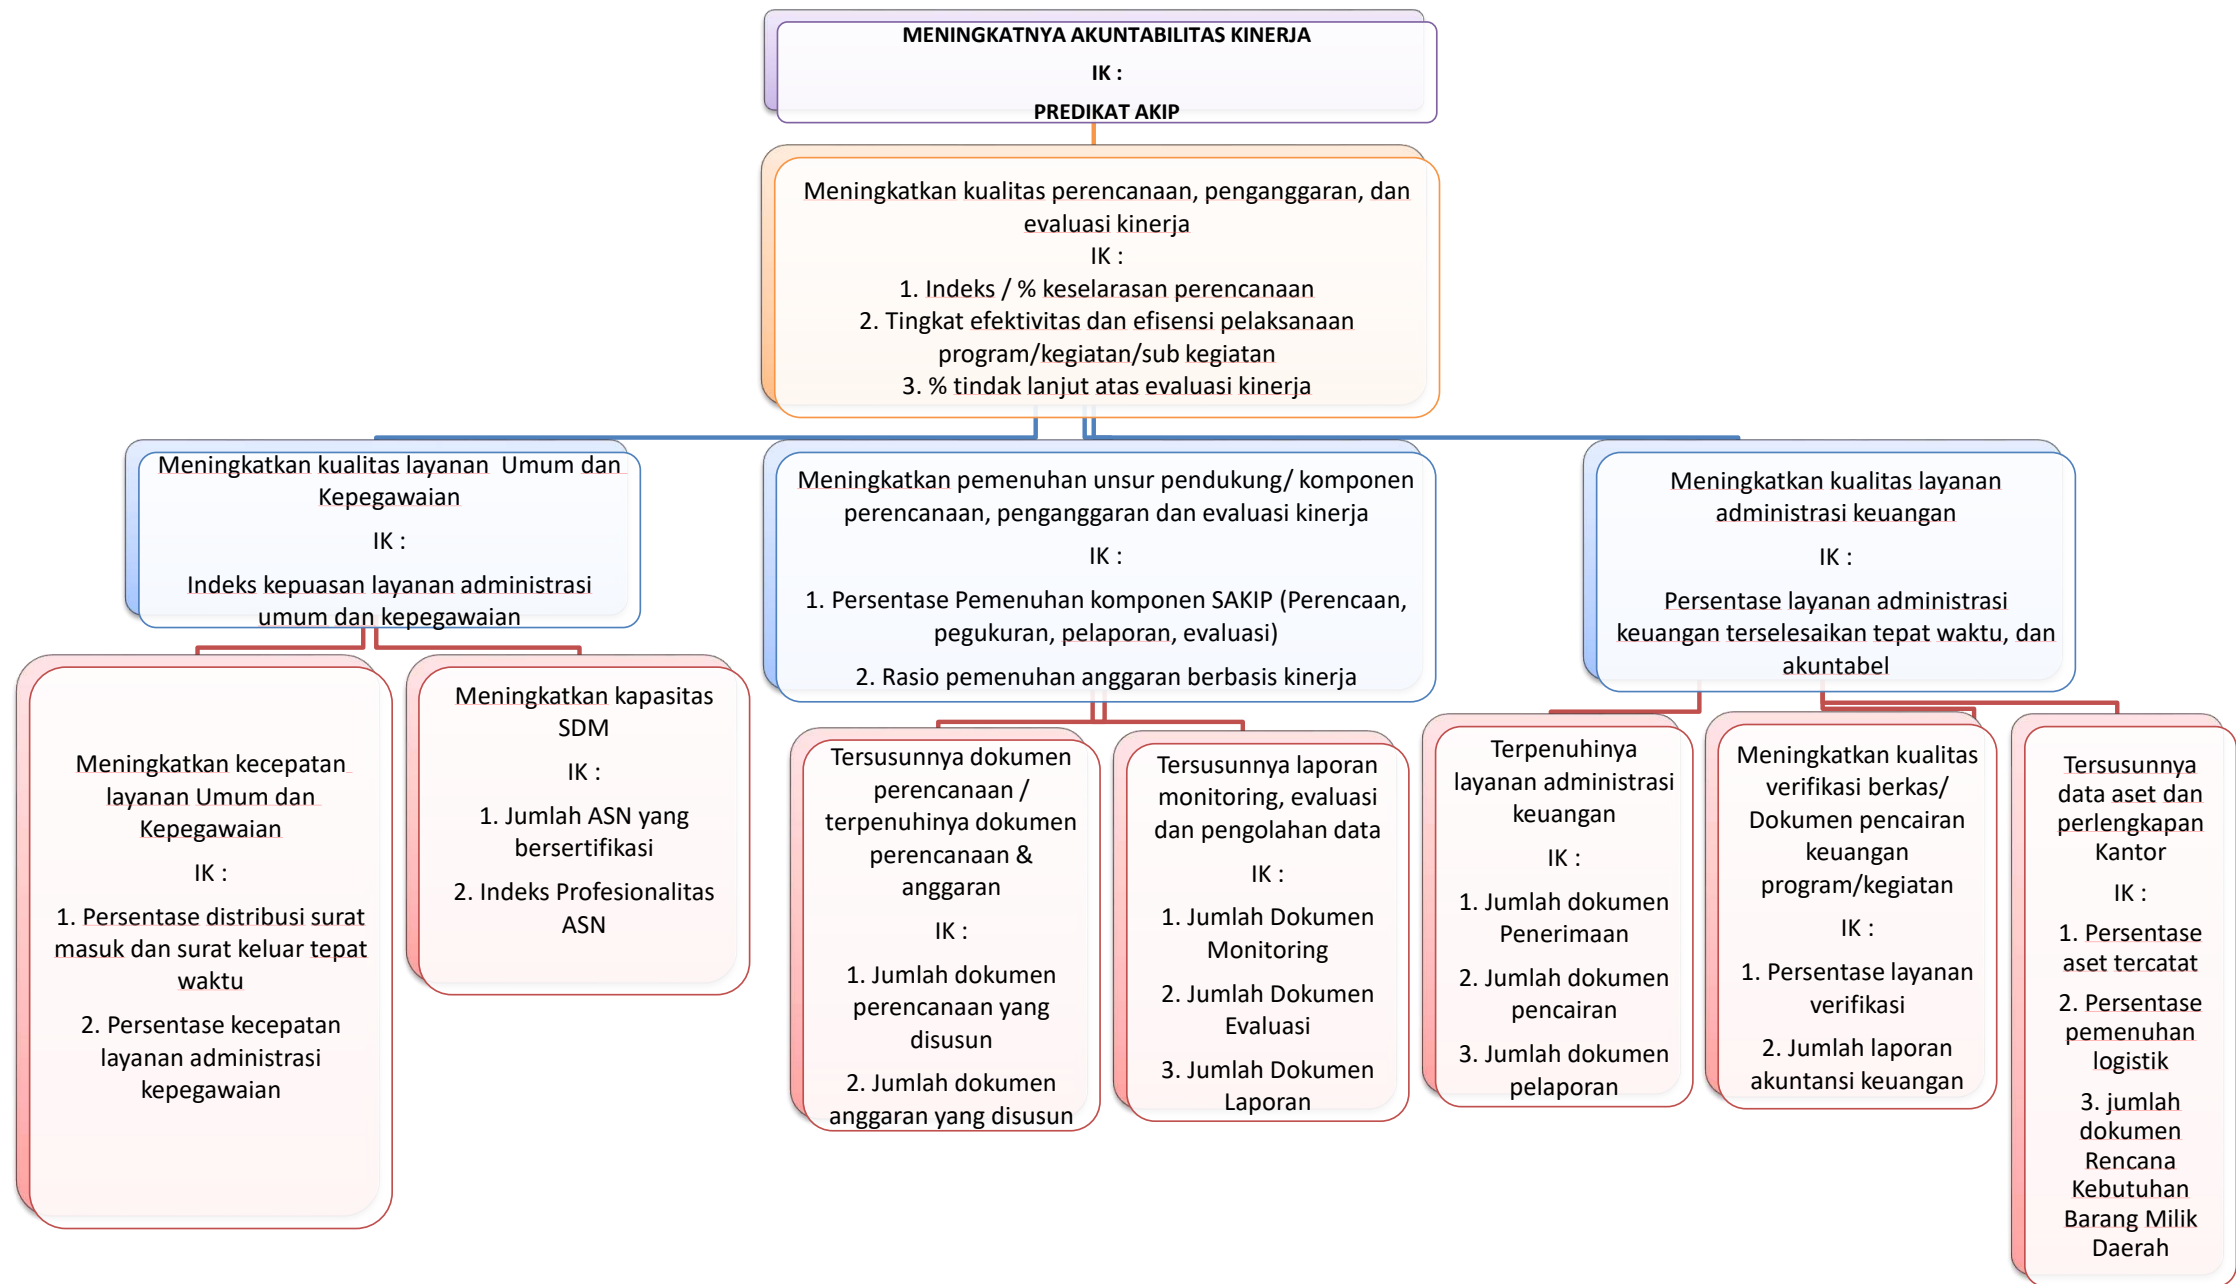 MENINGKATNYA AKUNTABILITAS KINERJA
IK :
PREDIKAT AKIP
Meningkatkan kualitas perencanaan, penganggaran, dan
evaluasi kinerja
IK :
1. Indeks / % keselarasan perencanaan
2. Tingkat efektivitas dan efisensi pelaksanaan
program/kegiatan/sub kegiatan
3. % tindak lanjut atas evaluasi kinerja
Meningkatkan kualitas layanan Umum dan
Kepegawaian
IK :
Indeks kepuasan layanan administrasi
umum dan kepegawaian
Meningkatkan pemenuhan unsur pendukung/ komponen
perencanaan, penganggaran dan evaluasi kinerja
IK :
1. Persentase Pemenuhan komponen SAKIP (Perencaan,
pegukuran, pelaporan, evaluasi)
2. Rasio pemenuhan anggaran berbasis kinerja
Meningkatkan kualitas layanan
administrasi keuangan
IK :
Persentase layanan administrasi
keuangan terselesaikan tepat waktu, dan
akuntabel
Meningkatkan kecepatan
layanan Umum dan
Kepegawaian
IK :
1. Persentase distribusi surat
masuk dan surat keluar tepat
waktu
2. Persentase kecepatan
layanan administrasi
kepegawaian
Meningkatkan kapasitas
SDM
IK :
1. Jumlah ASN yang
bersertifikasi
2. Indeks Profesionalitas
ASN
Tersusunnya dokumen
perencanaan /
terpenuhinya dokumen
perencanaan &
anggaran
IK :
1. Jumlah dokumen
perencanaan yang
disusun
2. Jumlah dokumen
anggaran yang disusun
Tersusunnya laporan
monitoring, evaluasi
dan pengolahan data
IK :
1. Jumlah Dokumen
Monitoring
2. Jumlah Dokumen
Evaluasi
3. Jumlah Dokumen
Laporan
Terpenuhinya
layanan administrasi
keuangan
IK :
1. Jumlah dokumen
Penerimaan
2. Jumlah dokumen
pencairan
3. Jumlah dokumen
pelaporan
Meningkatkan kualitas
verifikasi berkas/
Dokumen pencairan
keuangan
program/kegiatan
IK :
1. Persentase layanan
verifikasi
2. Jumlah laporan
akuntansi keuangan
Tersusunnya
data aset dan
perlengkapan
Kantor
IK :
1. Persentase
aset tercatat
2. Persentase
pemenuhan
logistik
3. jumlah
dokumen
Rencana
Kebutuhan
Barang Milik
Daerah